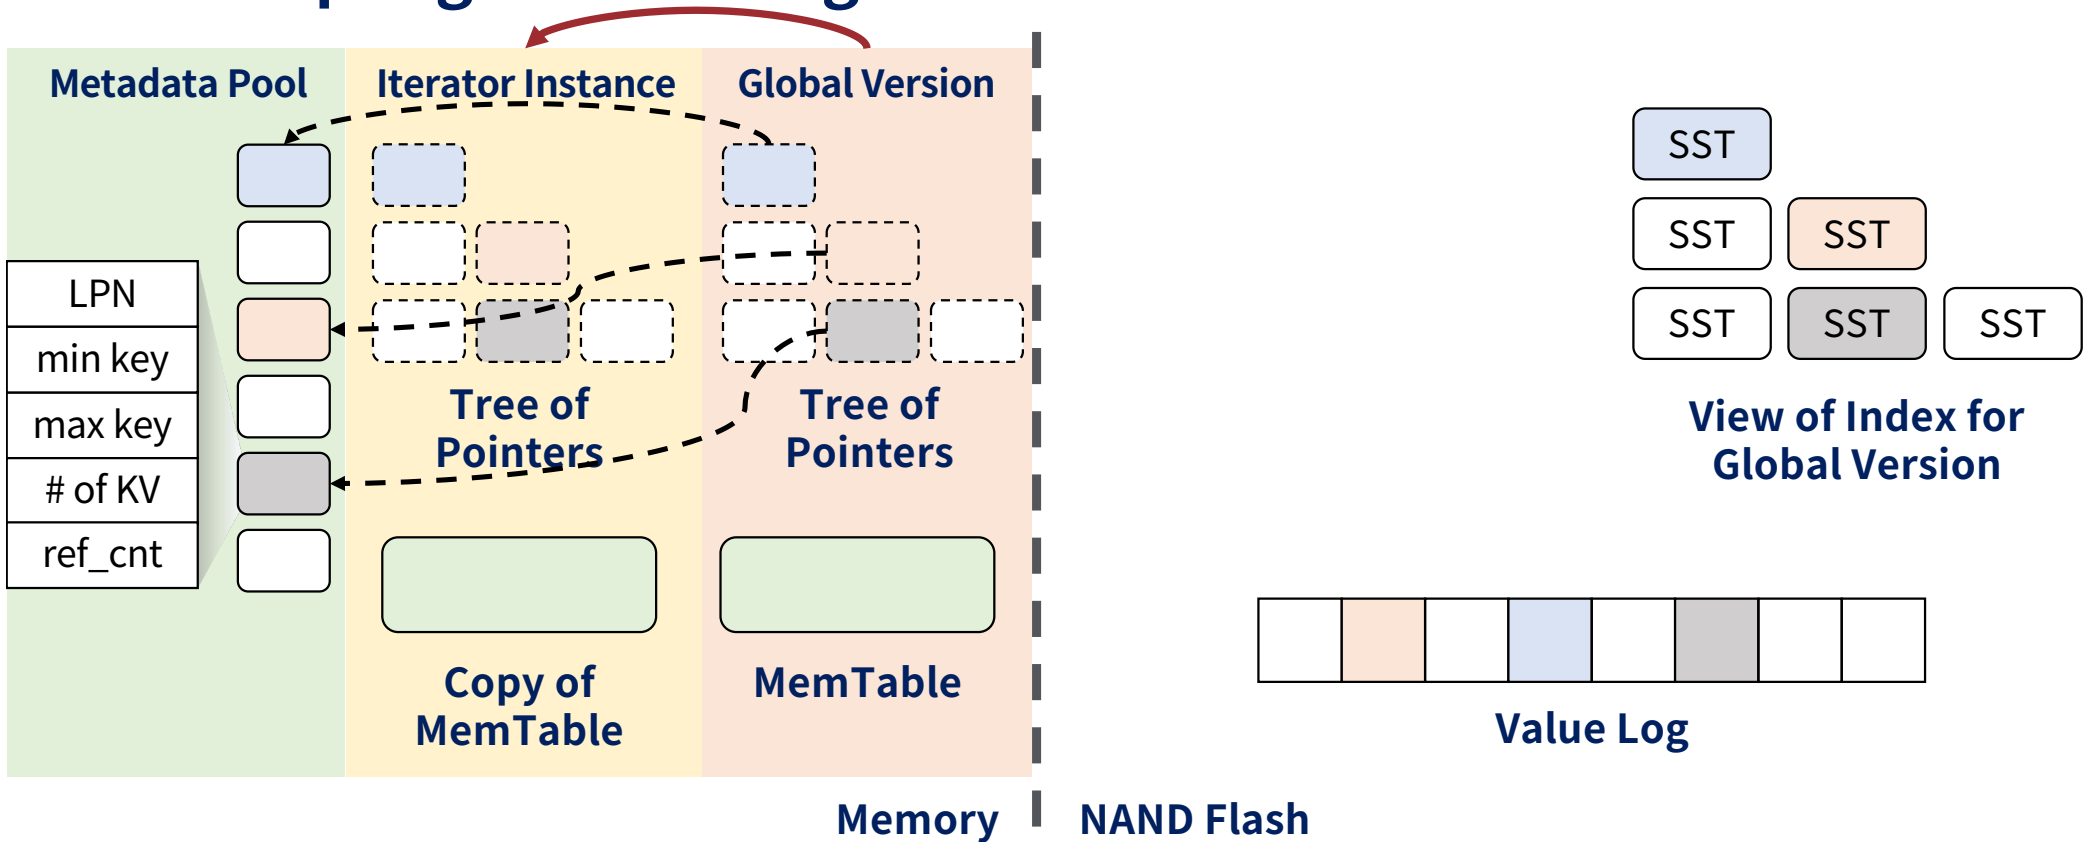 Metadata Pool
Iterator Instance
Global Version
LPN
min key
max key
# of KV
ref_cnt
Tree of
Pointers
Tree of
Pointers
Copy of
MemTable
MemTable
SST
SST
SST
SST
SST
SST
View of Index for
Global Version
Value Log
Memory
NAND Flash